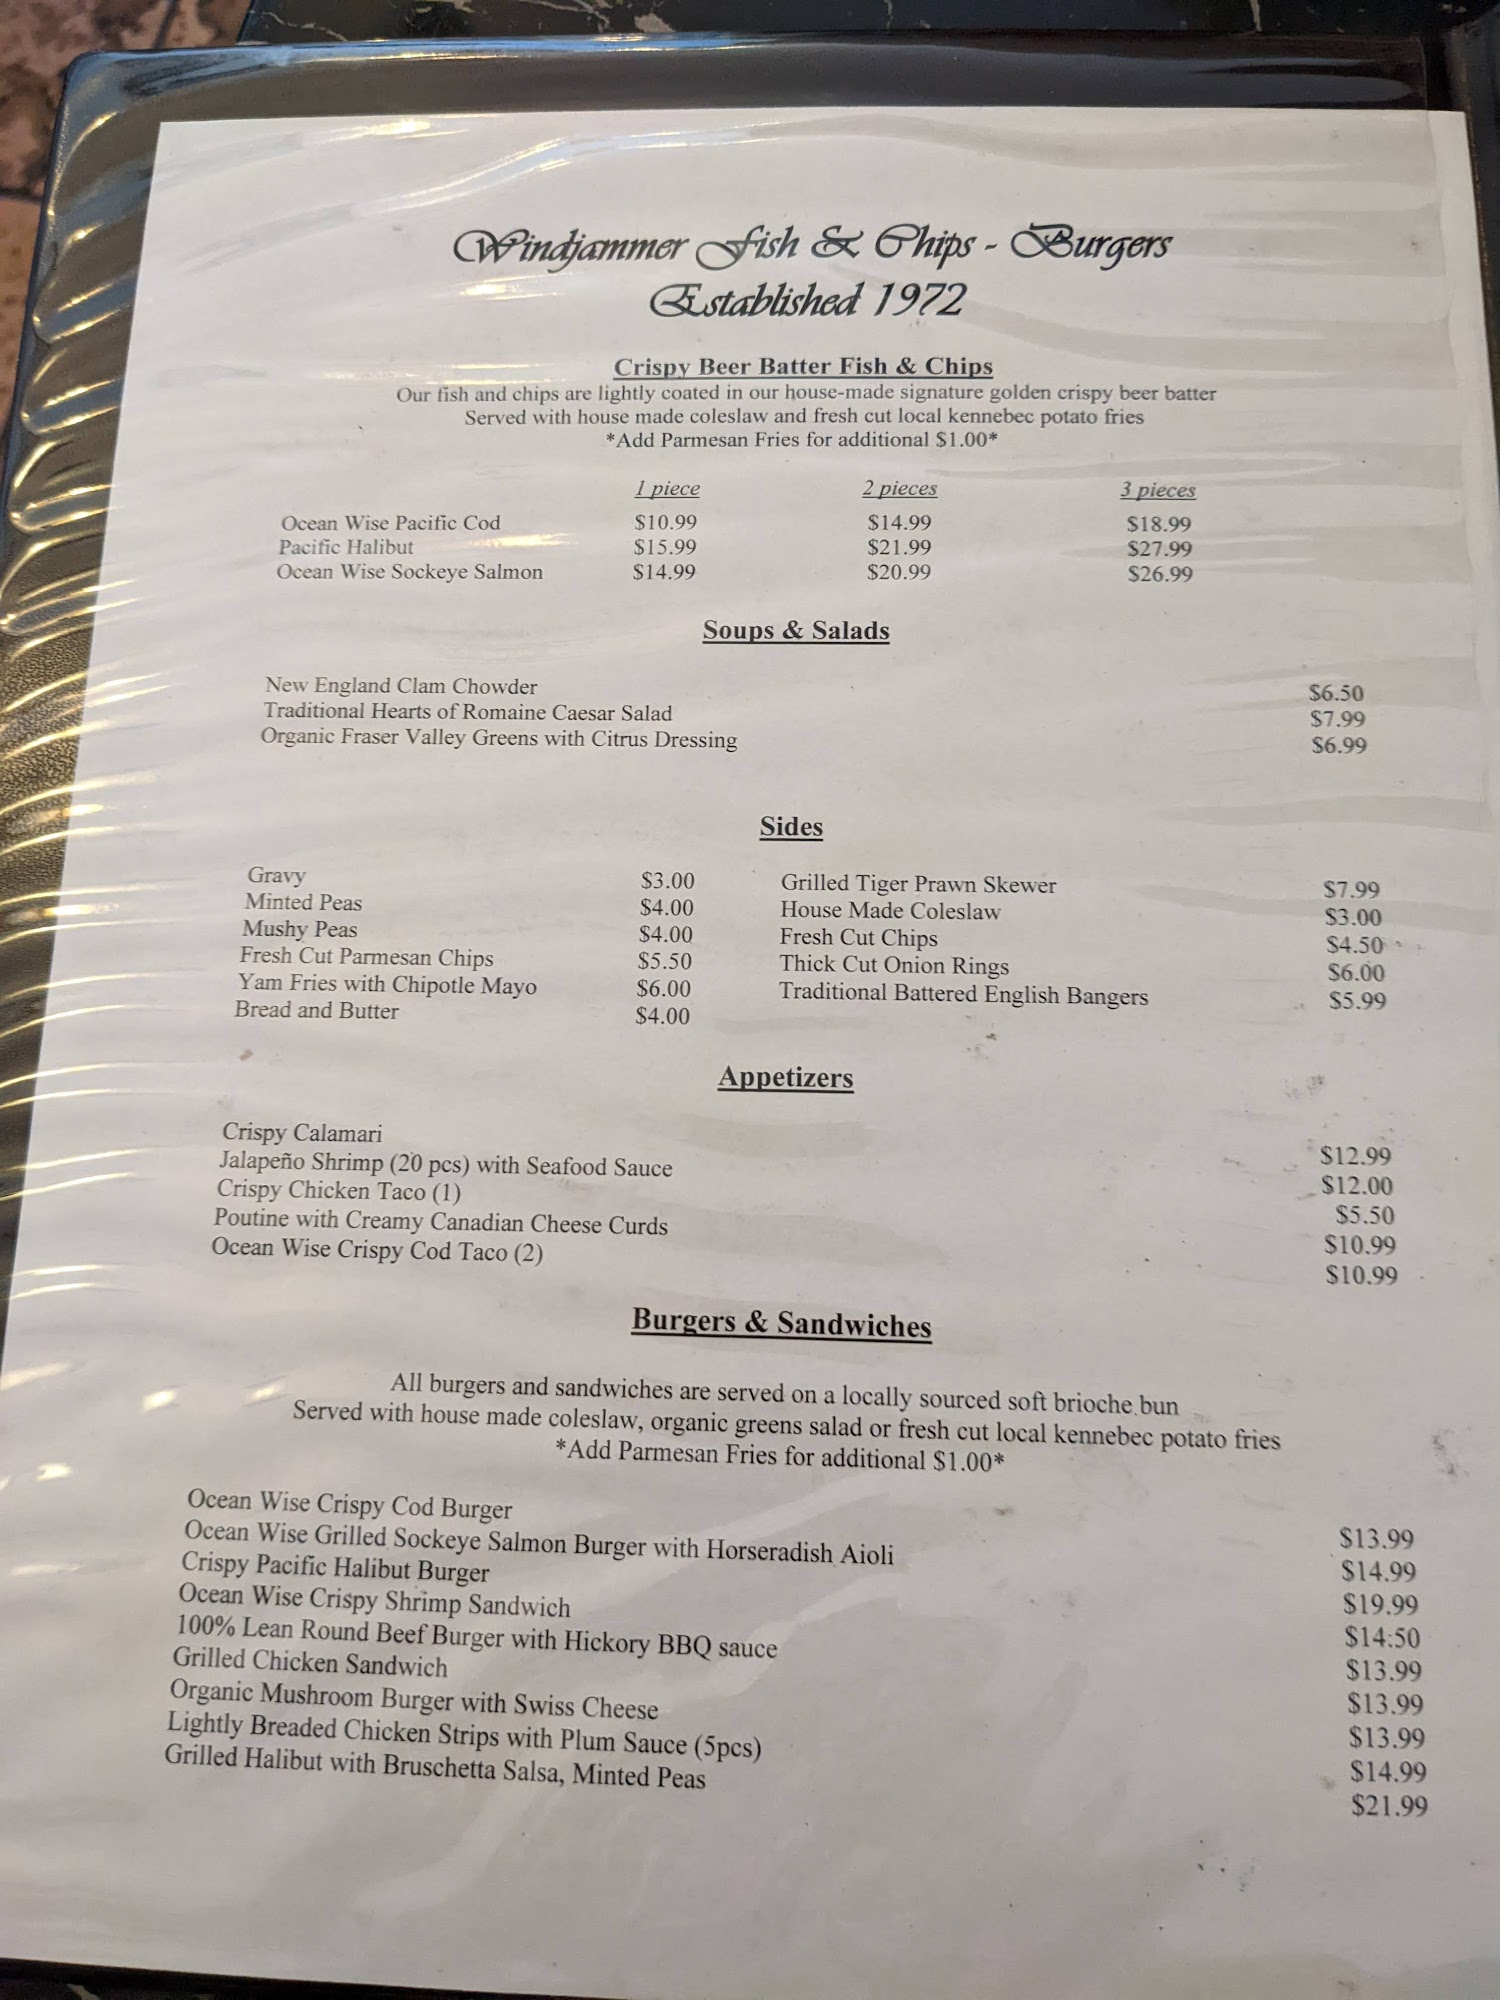 Windjammer Fish & Chips - Burgers
Established 1972
Crispy Beer Batter Fish & Chips
Our fish and chips are lightly coated in our house-made signature golden crispy beer batter
Served with house made coleslaw and fresh cut local kennebec potato fries
*Add Parmesan Fries for additional $1.00*
1 piece 2 pieces 3 pieces
Ocean Wise Pacific Cod $10.99 $14.99 $18.99
Pacific Halibut $15.99 $21.99 $27.99
Ocean Wise Sockeye Salmon $14.99 $20.99 $26.99
Soups & Salads
New England Clam Chowder $6.50
Traditional Hearts of Romaine Caesar Salad $7.99
Organic Fraser Valley Greens with Citrus Dressing $6.99
Sides
Gravy $3.00 Grilled Tiger Prawn Skewer $7.99
Minted Peas $4.00 House Made Coleslaw $3.00
Mushy Peas $4.00 Fresh Cut Chips $4.50
Fresh Cut Parmesan Chips $5.50 Thick Cut Onion Rings $6.00
Yam Fries with Chipotle Mayo $6.00 Traditional Battered English Bangers $5.99
Bread and Butter $4.00
Appetizers
Crispy Calamari $12.99
Jalapeño Shrimp (20 pcs) with Seafood Sauce $12.00
Crispy Chicken Taco (1) $5.50
Poutine with Creamy Canadian Cheese Curds $10.99
Ocean Wise Crispy Cod Taco (2) $10.99
Burgers & Sandwiches
All burgers and sandwiches are served on a locally sourced soft brioche bun
Served with house made coleslaw, organic greens salad or fresh cut local kennebec potato fries
*Add Parmesan Fries for additional $1.00*
Ocean Wise Crispy Cod Burger $13.99
Ocean Wise Grilled Sockeye Salmon Burger with Horseradish Aioli $14.99
Crispy Pacific Halibut Burger $19.99
Ocean Wise Crispy Shrimp Sandwich $14:50
100% Lean Round Beef Burger with Hickory BBQ sauce $13.99
Grilled Chicken Sandwich $13.99
Organic Mushroom Burger with Swiss Cheese $13.99
Lightly Breaded Chicken Strips with Plum Sauce (5pcs) $14.99
Grilled Halibut with Bruschetta Salsa, Minted Peas $21.99